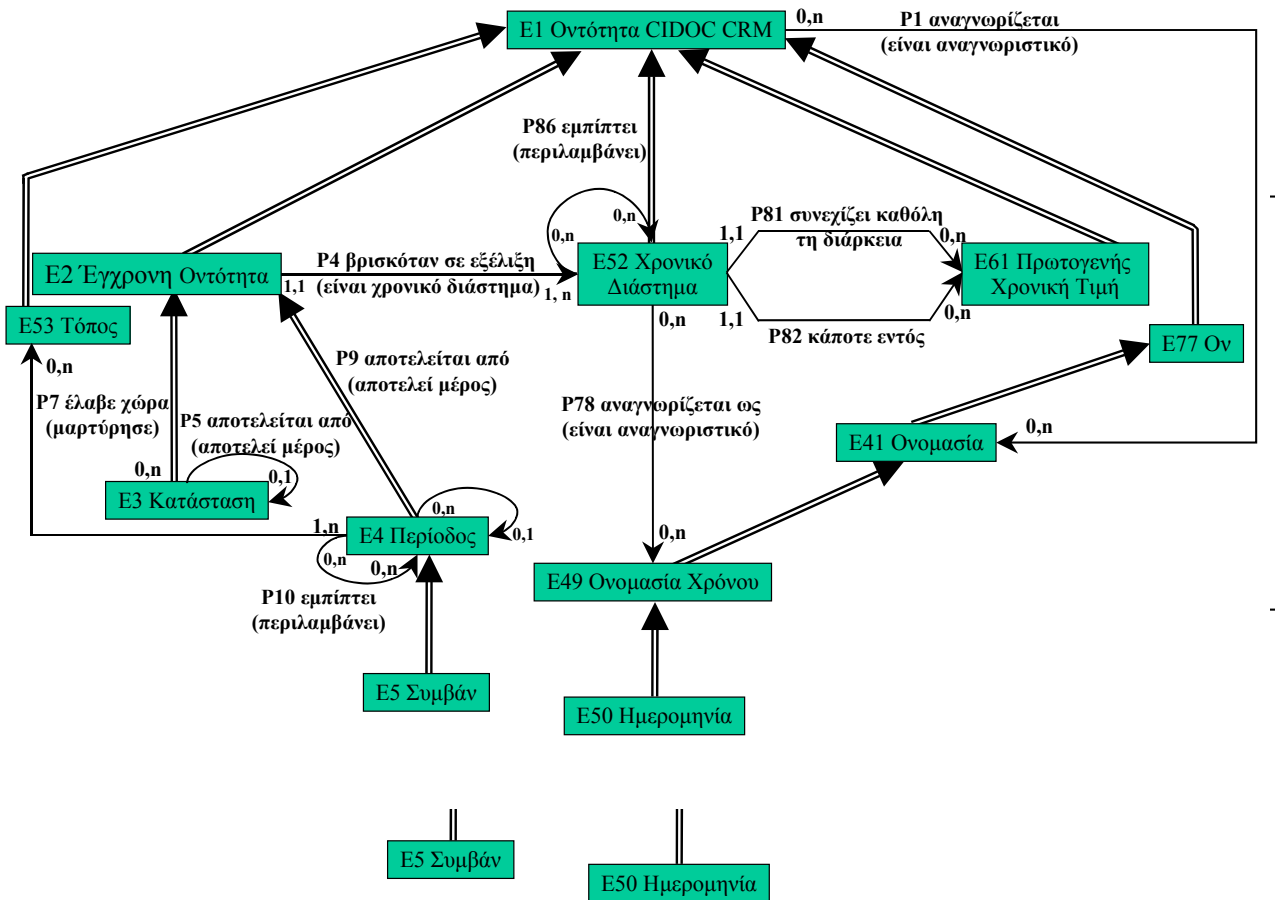 E1 Οντότητα CIDOC CRM
0,n
P1 αναγνωρίζεται
(είναι αναγνωριστικό)
P86 εμπίπτει
(περιλαμβάνει)
0,n
0,n
P81 συνεχίζει καθόλη
τη διάρκεια
1,1
0,n
E2 Έγχρονη Οντότητα
1,1
P4 βρισκόταν σε εξέλιξη
(είναι χρονικό διάστημα)
1, n
E52 Χρονικό
Διάστημα
E61 Πρωτογενής
Χρονική Τιμή
0,n
1,1
0,n
P82 κάποτε εντός
E53 Τόπος
0,n
E77 Ον
P9 αποτελείται από
(αποτελεί μέρος)
P7 έλαβε χώρα
(μαρτύρησε)
P5 αποτελείται από
(αποτελεί μέρος)
P78 αναγνωρίζεται ως
(είναι αναγνωριστικό)
E41 Ονομασία
0,n
0,n
0,1
E3 Κατάσταση
0,n
1,n
E4 Περίοδος
0,1
0,n
0,n
0,n
E49 Ονομασία Χρόνου
P10 εμπίπτει
(περιλαμβάνει)
E5 Συμβάν
E50 Ημερομηνία
E5 Συμβάν
E50 Ημερομηνία